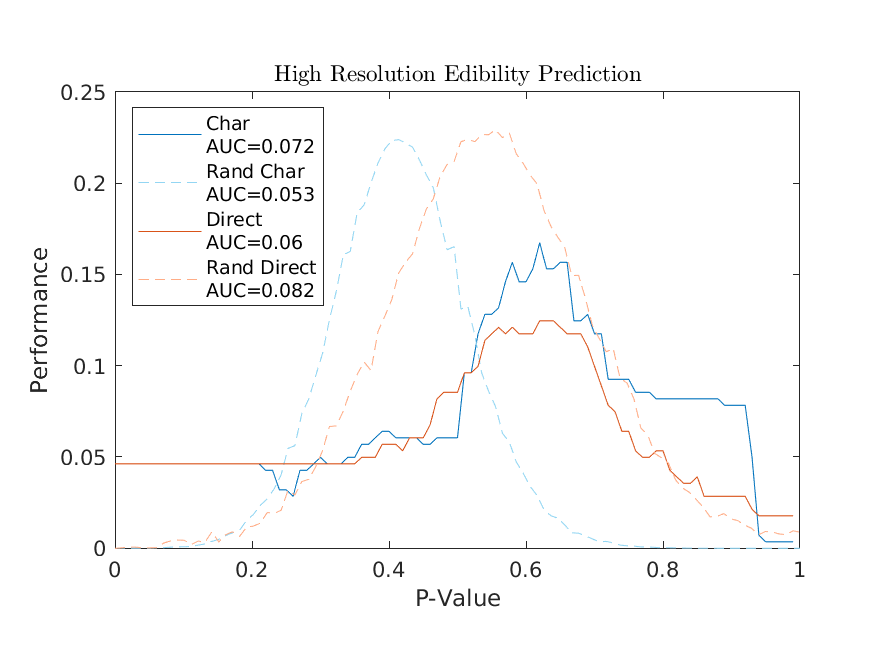 High Resolution Edibility Prediction
0.25
0.2
0.15
0.1
0.05
0
Performance
Char
AUC=0.072
Rand Char
AUC=0.053
Direct
AUC=0.06
Rand Direct
AUC=0.082
0 0.2 0.4 0.6 0.8 1
P-Value